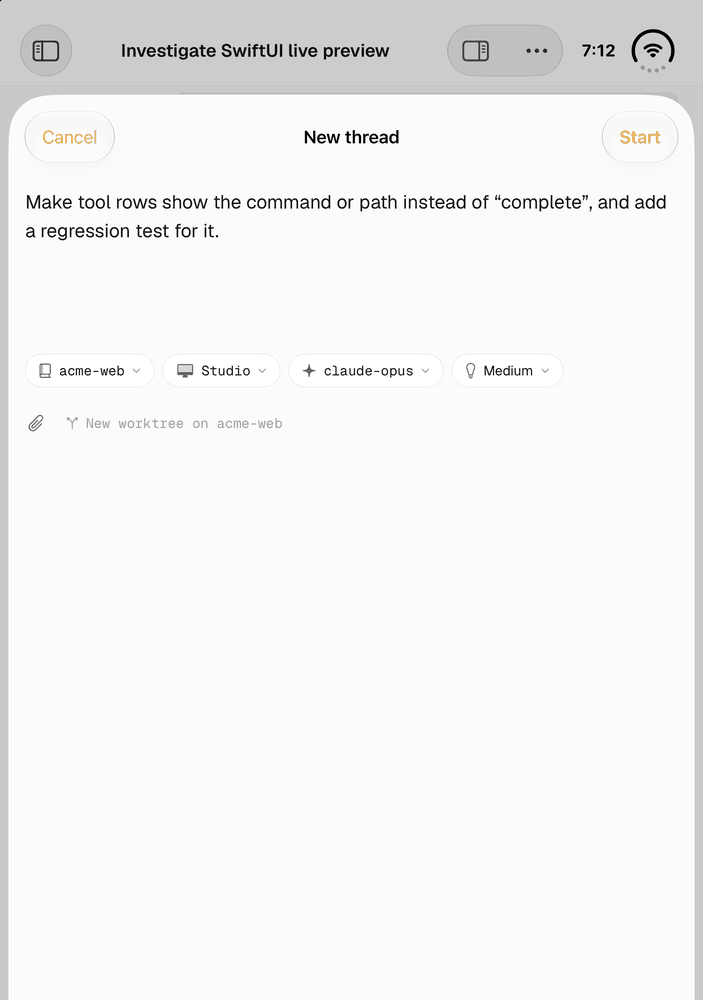 Investigate SwiftUI live preview
7:12
Cancel
New thread
Start
Make tool rows show the command or path instead of “complete”, and add
a regression test for it.
acme-web
Studio
claude-opus
Medium
New worktree on acme-web